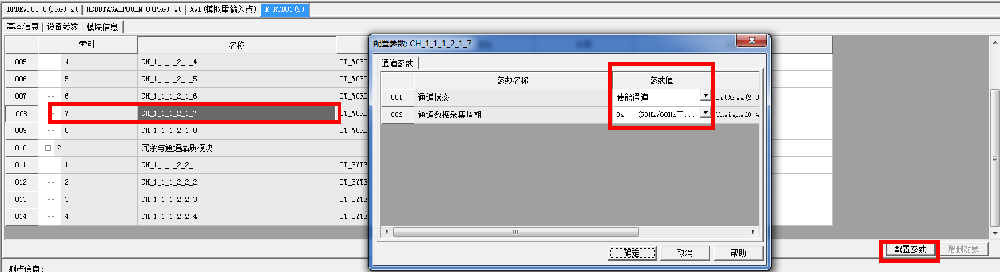 DPDEVPOU_O(PRG).st HSDBTAGAIPOUIN_O(PRG).st AVI(模拟量输入点) K-RTD01(2)
基本信息 设备参数 模块信息
索引 名称
005 4 CH_1_1_1_2_1_4 DT_WORD
006 5 CH_1_1_1_2_1_5 DT_WORD
007 6 CH_1_1_1_2_1_6 DT_WORD
008 7 CH_1_1_1_2_1_7 DT_WORD
009 8 CH_1_1_1_2_1_8 DT_WORD
010 2 冗余与通道品质模块
011 1 CH_1_1_1_2_2_1 DT_BYTE
012 2 CH_1_1_1_2_2_2 DT_BYTE
013 3 CH_1_1_1_2_2_3 DT_BYTE
014 4 CH_1_1_1_2_2_4 DT_BYTE
配置参数: CH_1_1_1_2_1_7
通道参数
参数名称 参数值
001 通道状态 使能通道 BitArea(2-3
002 通道数据采集周期 3s (50Hz/60Hz工... Unsigned8 4
确定 取消 帮助
配置参数 增删对象
测点信息: